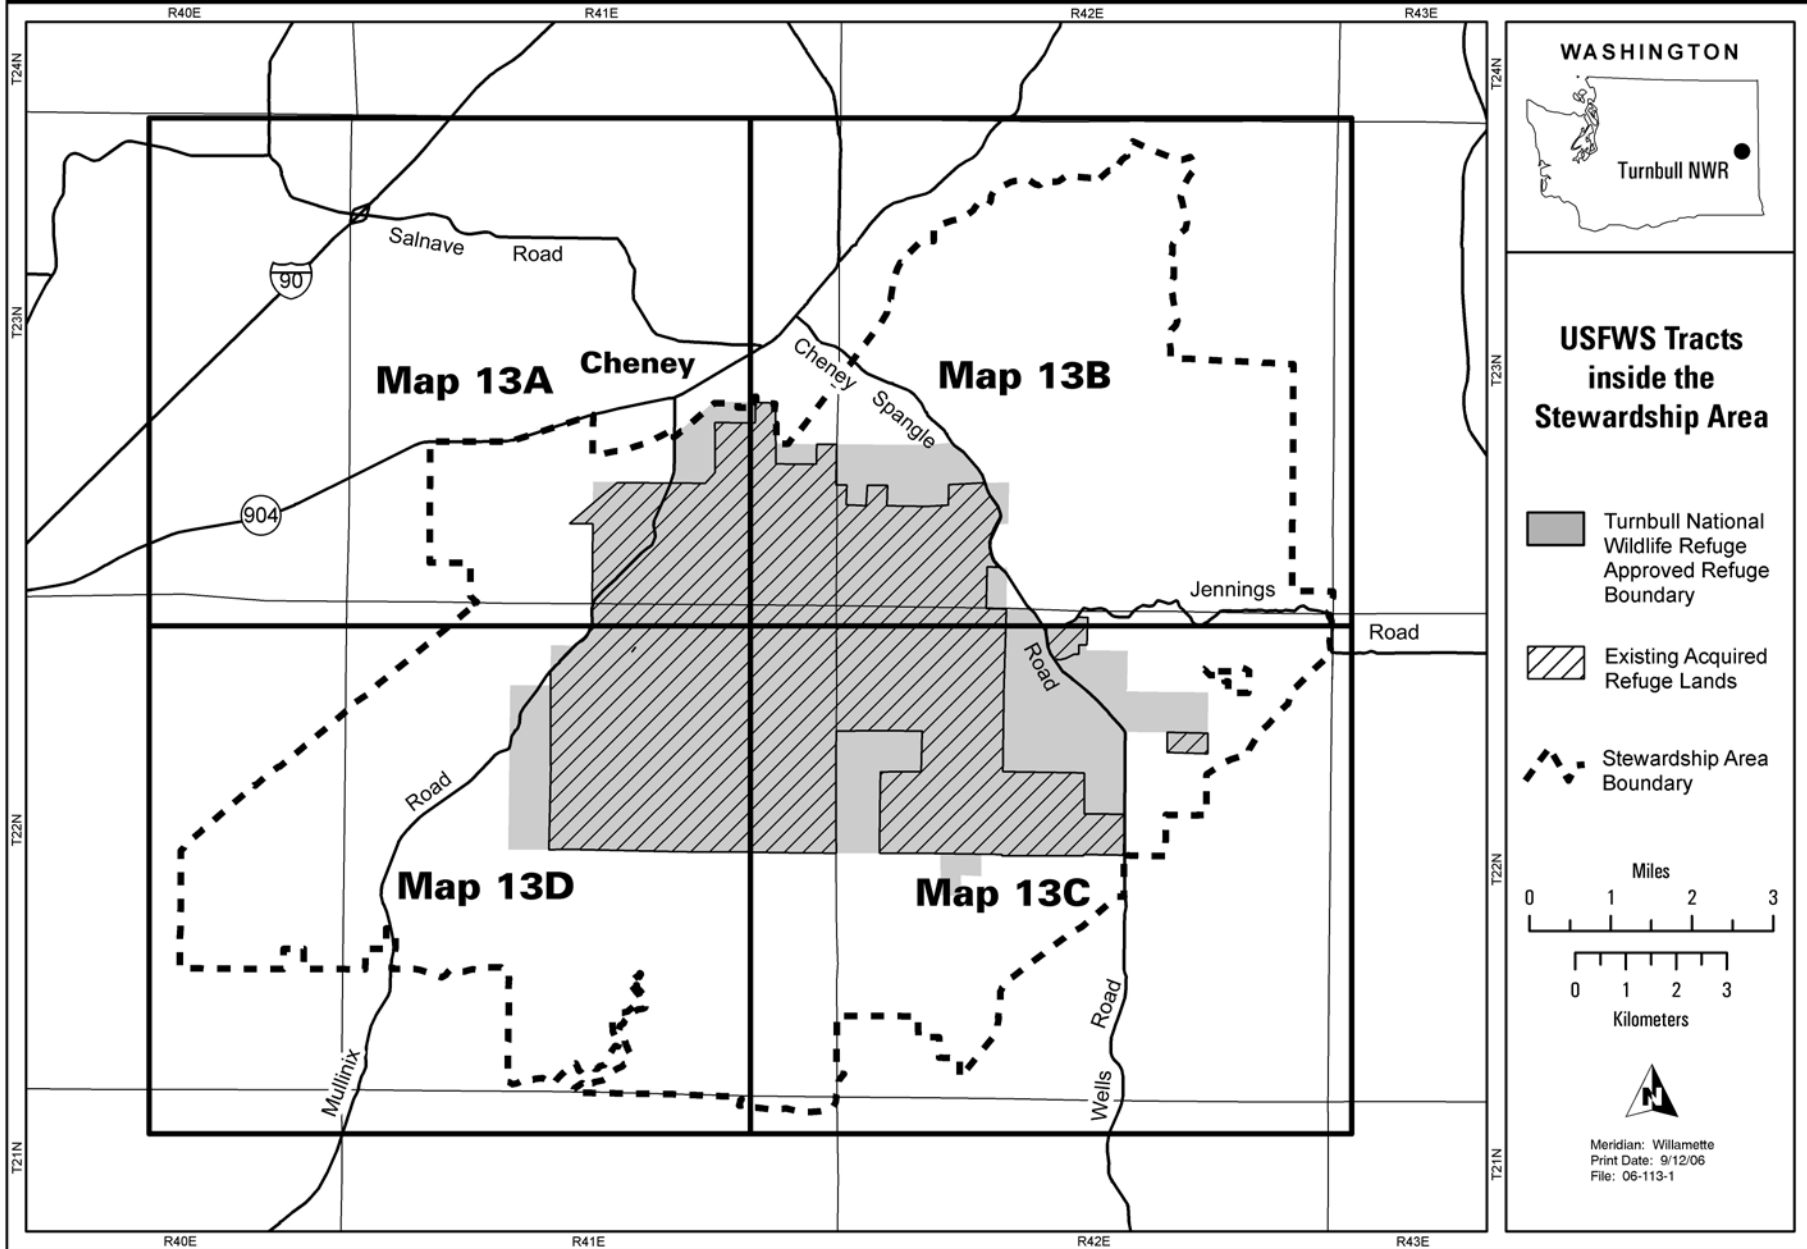 R40E
R41E
R42E
R43E
T24N
T24N
WASHINGTON
Turnbull NWR
Salnave Road
90
T23N
T23N
USFWS Tracts
inside the
Stewardship Area
Map 13A
Cheney
Map 13B
Cheney Spangle
Road
904
Turnbull National
Wildlife Refuge
Approved Refuge
Boundary
Jennings
Road
Existing Acquired
Refuge Lands
Stewardship Area
Boundary
Road
Mullinix
T22N
T22N
Map 13D
Map 13C
Miles
0 1 2 3
0 1 2 3
Kilometers
Wells Road
N
T21N
T21N
Meridian: Willamette
Print Date: 9/12/06
File: 06-113-1
R40E
R41E
R42E
R43E